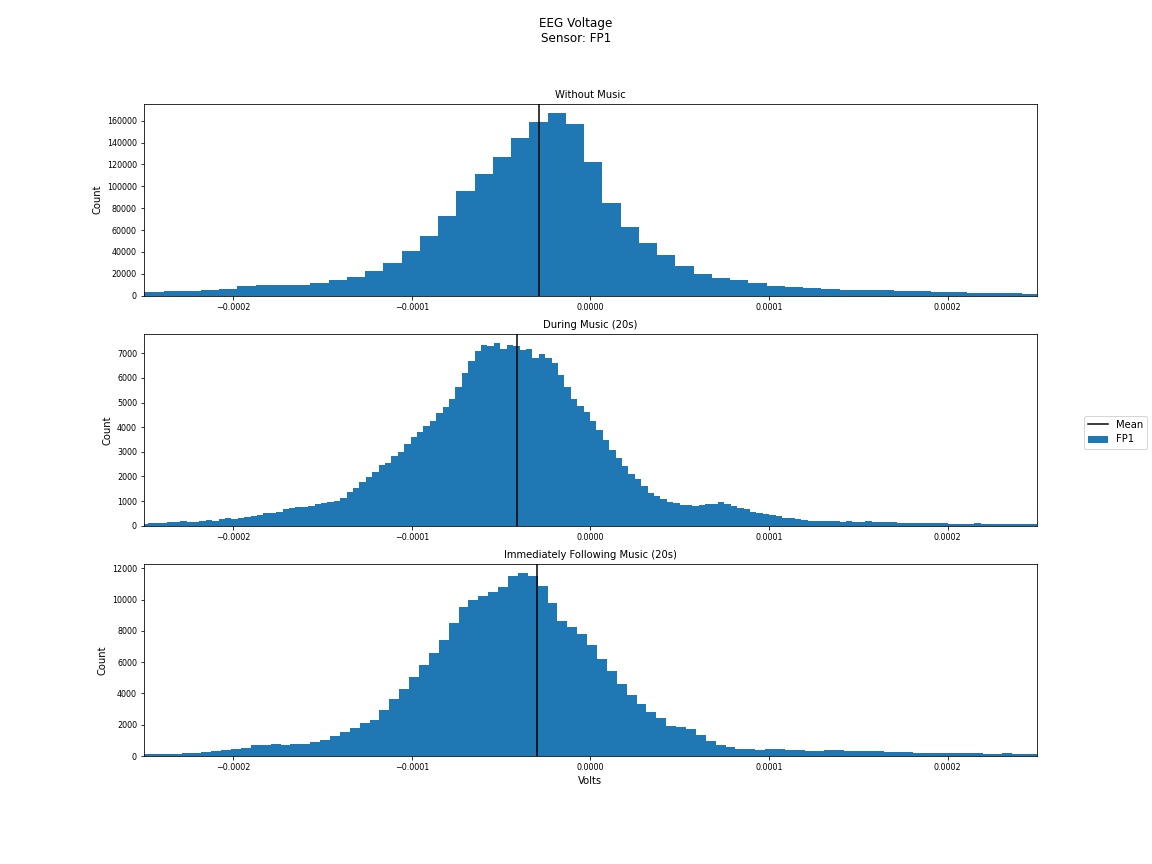 EEG Voltage
Sensor: FP1
Without Music
160000
140000
120000
100000
80000
60000
40000
20000
0
Count
−0.0002 −0.0001 0.0000 0.0001 0.0002
During Music (20s)
7000
6000
5000
4000
3000
2000
1000
0
Count
−0.0002 −0.0001 0.0000 0.0001 0.0002
Mean
FP1
Immediately Following Music (20s)
12000
10000
8000
6000
4000
2000
0
Count
−0.0002 −0.0001 0.0000 0.0001 0.0002
Volts